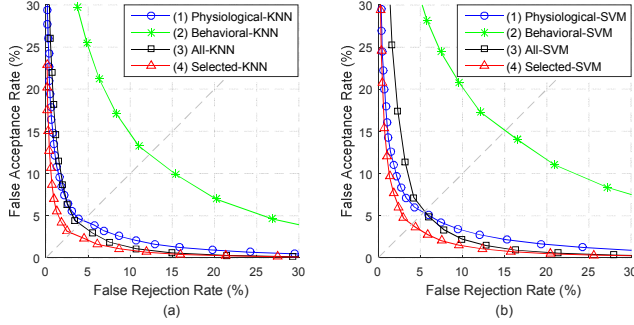 30
25
20
15
10
5
0
False Acceptance Rate (%)
0 5 10 15 20 25 30
False Rejection Rate (%)
(1) Physiological-KNN
(2) Behavioral-KNN
(3) All-KNN
(4) Selected-KNN
(a)
30
25
20
15
10
5
0
False Acceptance Rate (%)
0 5 10 15 20 25 30
False Rejection Rate (%)
(1) Physiological-SVM
(2) Behavioral-SVM
(3) All-SVM
(4) Selected-SVM
(b)